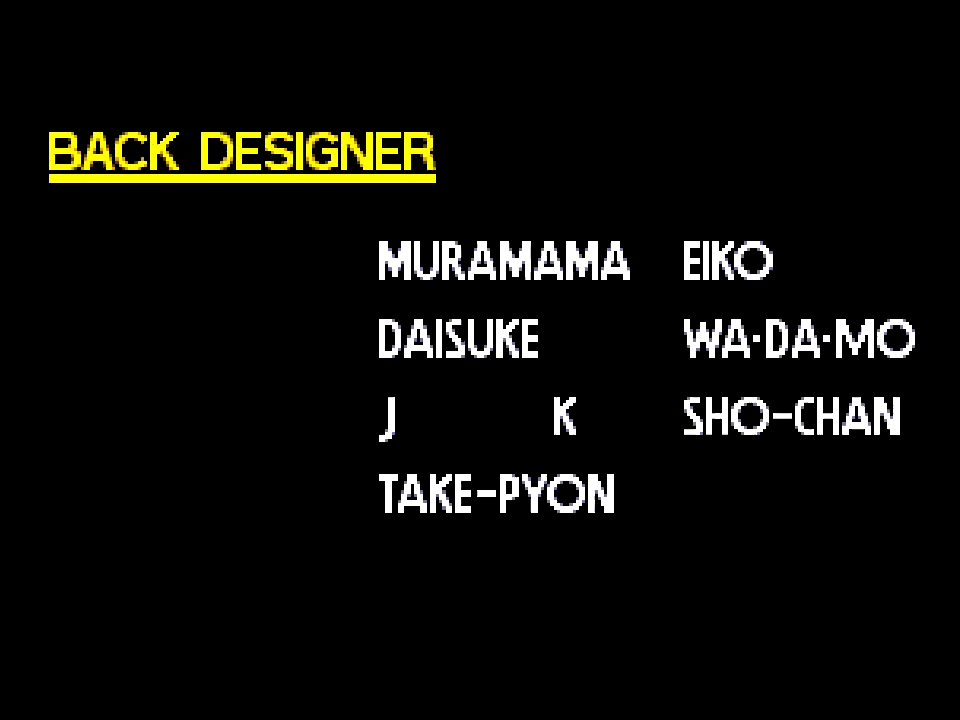 BACK DESIGNER
MURAMAMA EIKO
DAISUKE WA·DA·MO
J K SHO-CHAN
TAKE-PYON